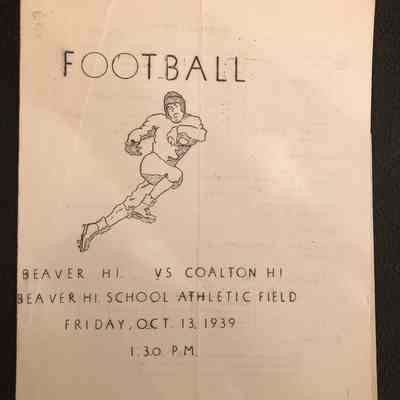 FOOTBALL
BEAVER HI. VS COALTON HI
BEAVER HI. SCHOOL ATHLETIC FIELD
FRIDAY, OCT. 13, 1939
1.30 P.M.